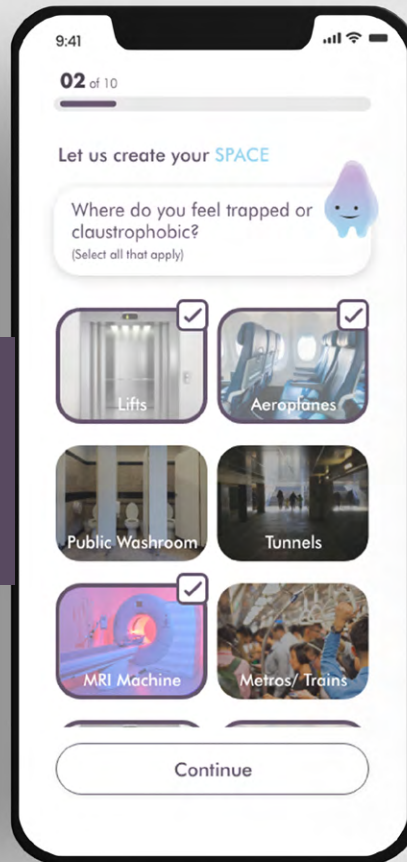 9:41
02 of 10
Let us create your SPACE
Where do you feel trapped or
claustrophobic?
(Select all that apply)
Lifts
Aeroplanes
Public Washroom
Tunnels
MRI Machine
Metros/ Trains
Continue